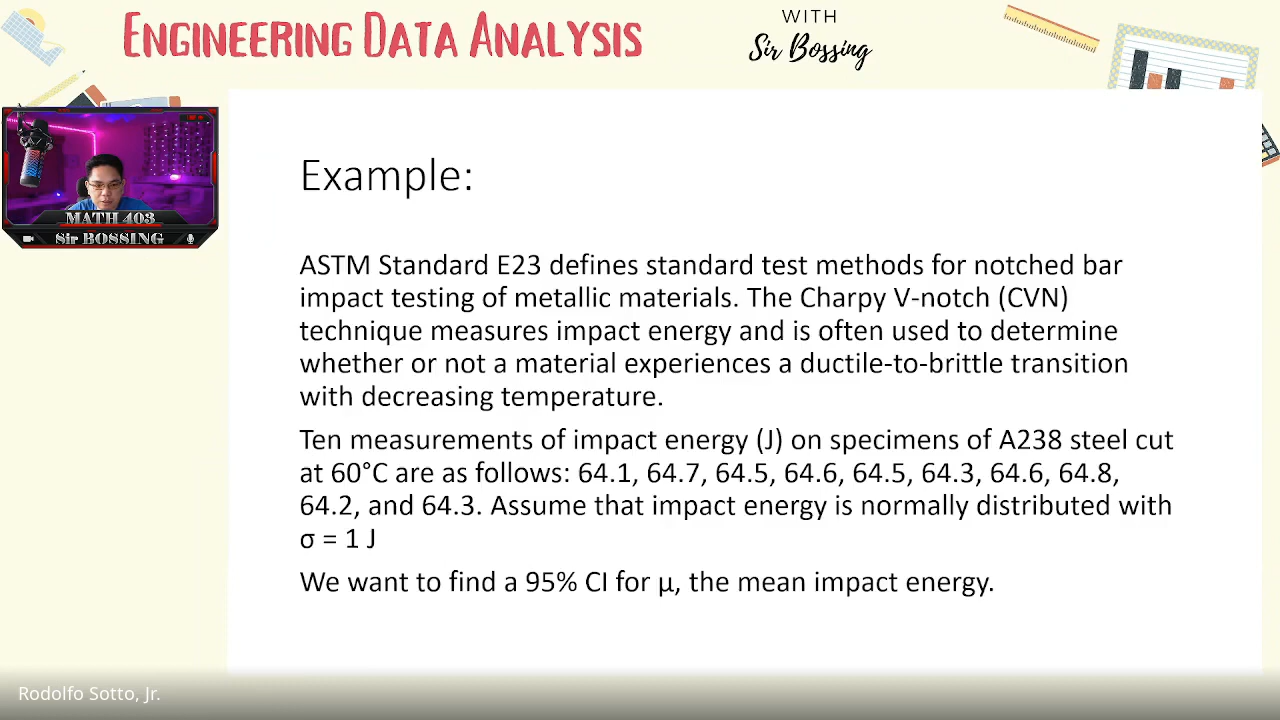 ENGINEERING DATA ANALYSIS
WITH
Sir Bossing
MATH 403
Sir BOSSING
Example:
ASTM Standard E23 defines standard test methods for notched bar
impact testing of metallic materials. The Charpy V-notch (CVN)
technique measures impact energy and is often used to determine
whether or not a material experiences a ductile-to-brittle transition
with decreasing temperature.
Ten measurements of impact energy (J) on specimens of A238 steel cut
at 60°C are as follows: 64.1, 64.7, 64.5, 64.6, 64.5, 64.3, 64.6, 64.8,
64.2, and 64.3. Assume that impact energy is normally distributed with
σ = 1 J
We want to find a 95% CI for μ, the mean impact energy.
Rodolfo Sotto, Jr.